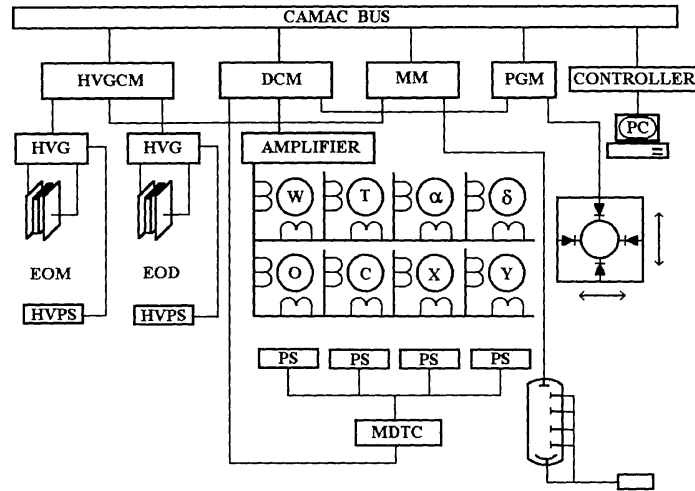 CAMAC BUS
HVGCM DCM MM PGM CONTROLLER
PC
HVG HVG AMPLIFIER
W T α δ
EOM EOD O C X Y
HVPS HVPS
PS PS PS PS
MDTC